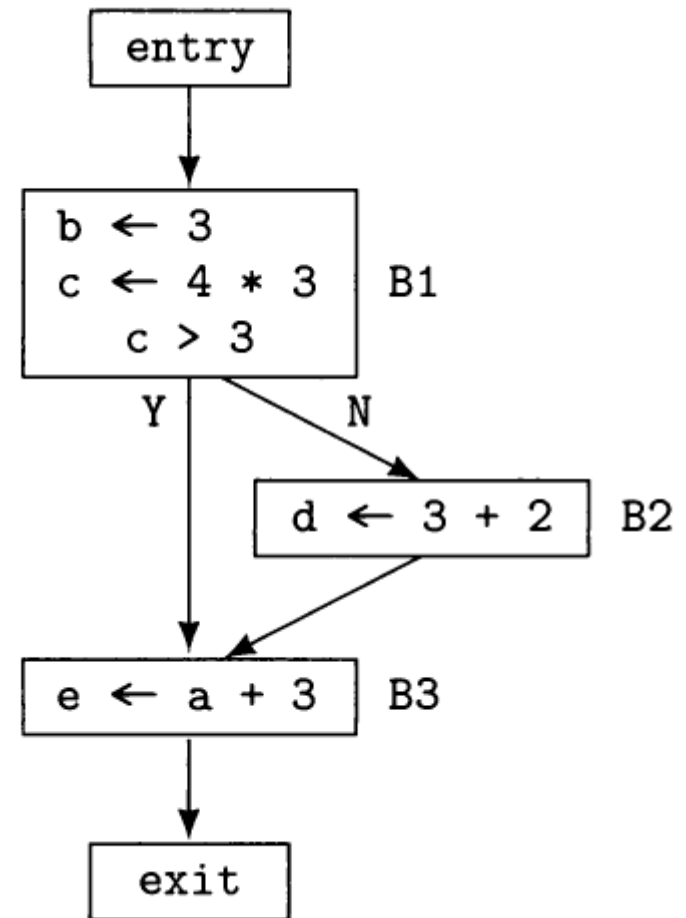 entry
b ← 3
c ← 4 * 3
c > 3
B1
Y
N
d ← 3 + 2
B2
e ← a + 3
B3
exit